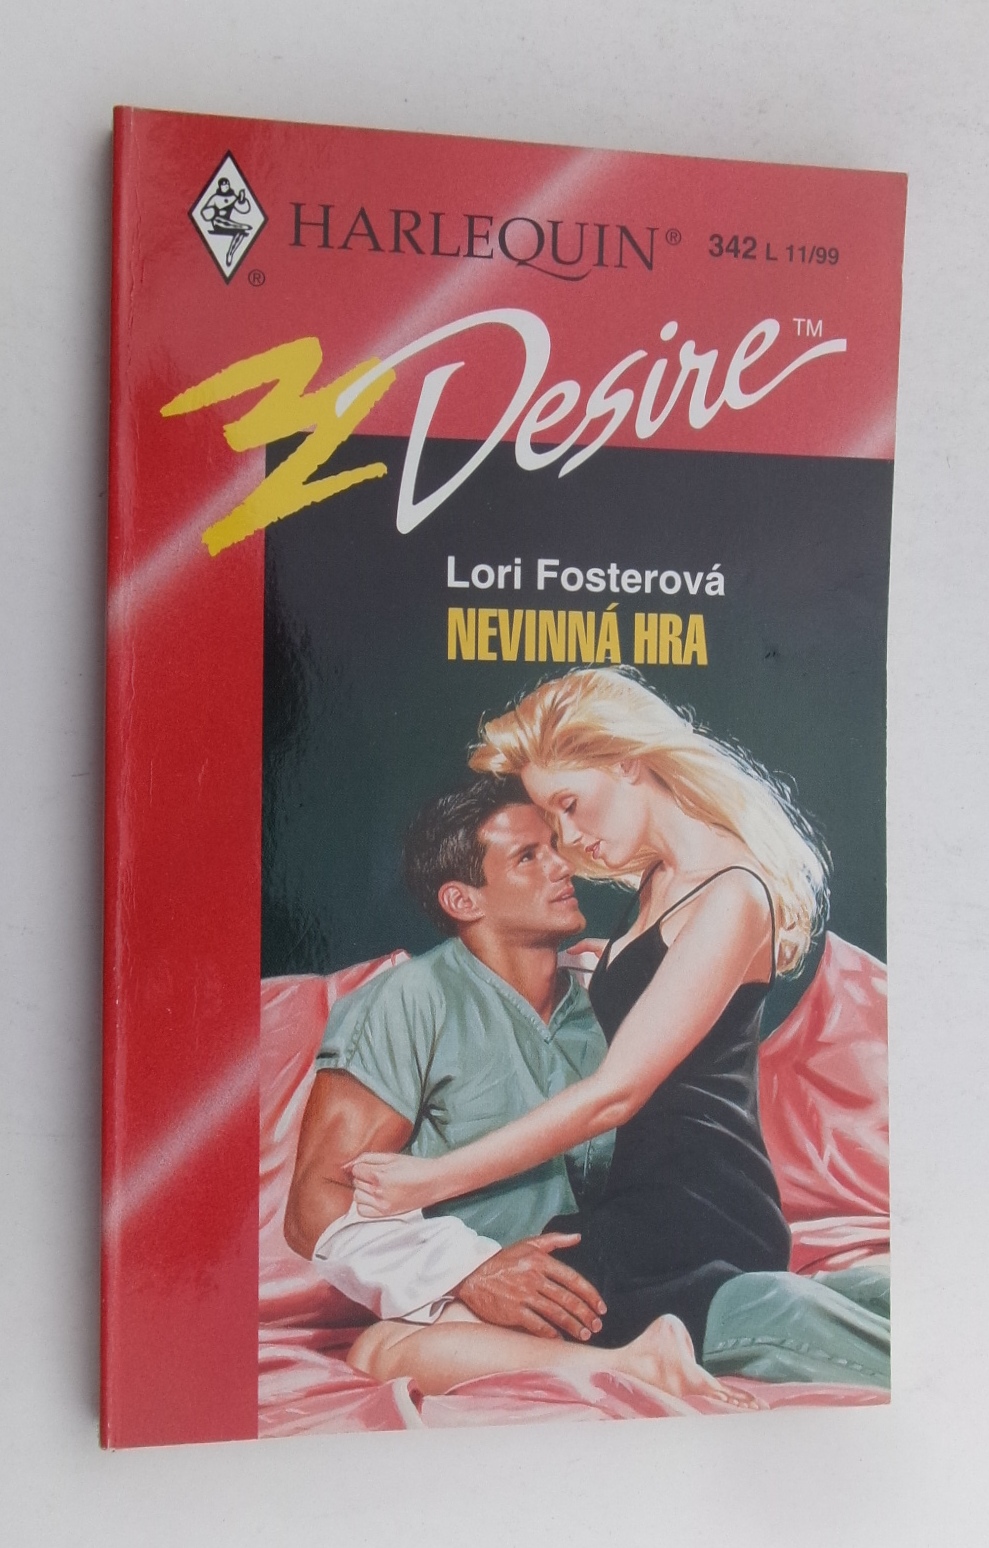 HARLEQUIN® 342 L 11/99
®
Desire™
Lori Fosterová
NEVINNÁ HRA